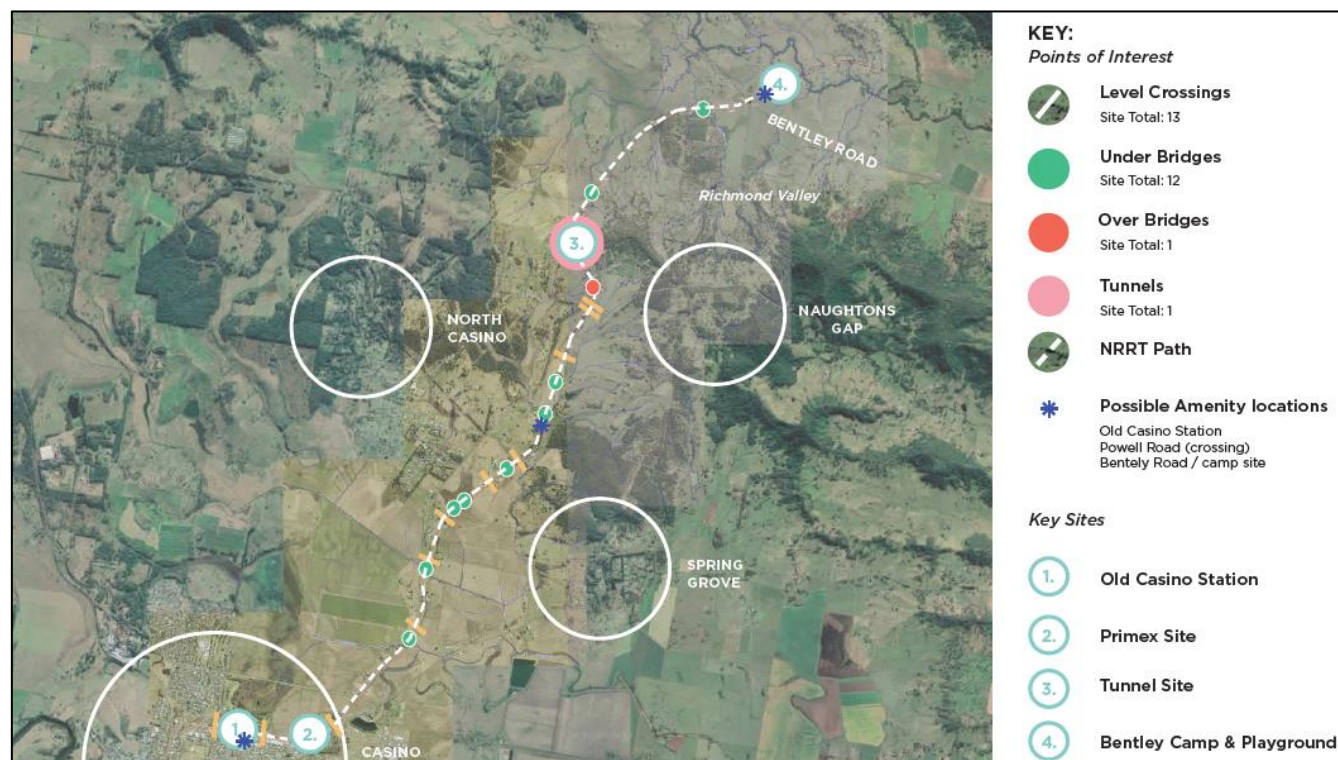 4.
BENTLEY ROAD
Richmond Valley
3.
NORTH
CASINO
NAUGHTONS
GAP
SPRING
GROVE
1.
2.
CASINO
KEY:
Points of Interest
Level Crossings
Site Total: 13
Under Bridges
Site Total: 12
Over Bridges
Site Total: 1
Tunnels
Site Total: 1
NRRT Path
Possible Amenity locations
Old Casino Station
Powell Road (crossing)
Bentely Road / camp site
Key Sites
1.
Old Casino Station
2.
Primex Site
3.
Tunnel Site
4.
Bentley Camp & Playground